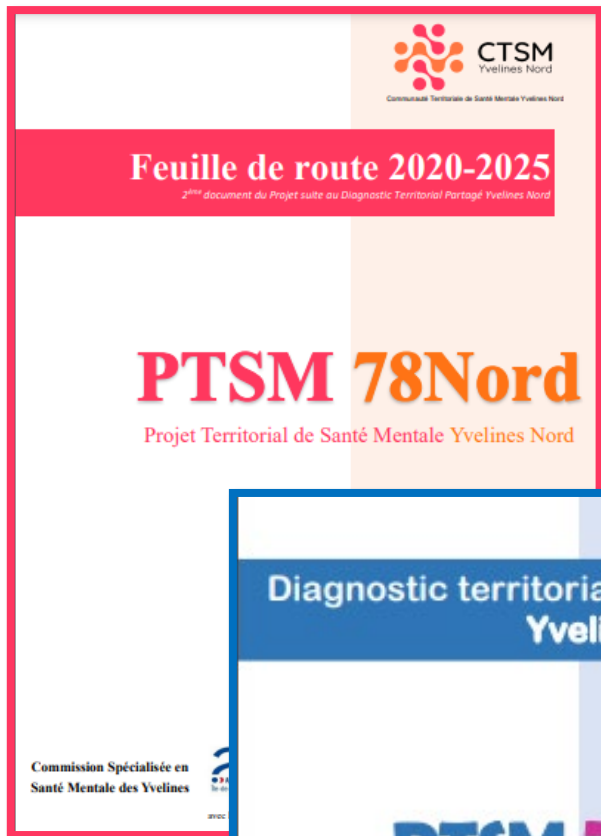 CTSM
Yvelines Nord
Communauté Territoriale de Santé Mentale Yvelines Nord
Feuille de route 2020-2025
2ème document du Projet suite au Diagnostic Territorial Partagé Yvelines Nord
PTSM 78Nord
Projet Territorial de Santé Mentale Yvelines Nord
Diagnostic territoria
Yveli
Commission Spécialisée en
Santé Mentale des Yvelines
avec
PTSM